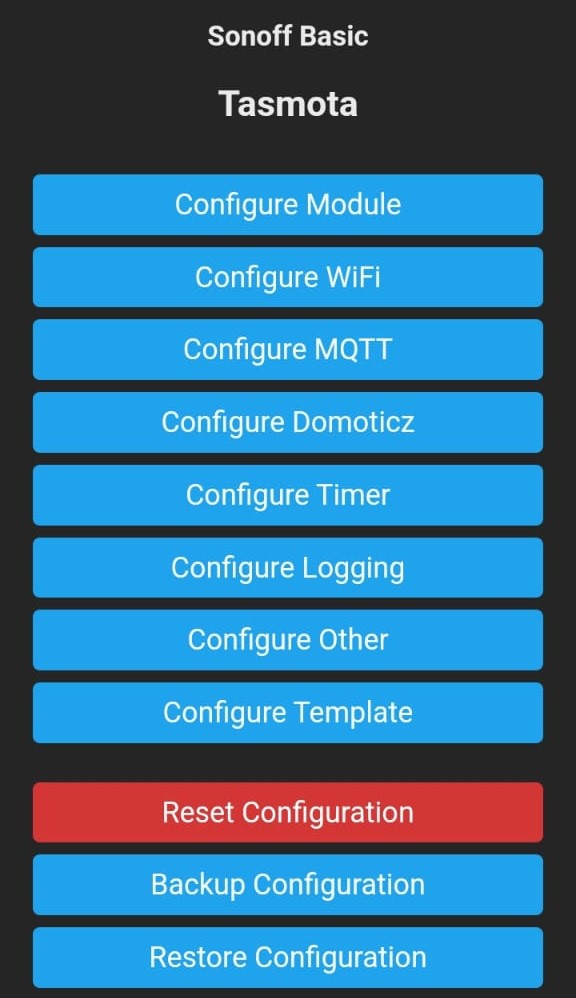 Sonoff Basic
Tasmota
Configure Module
Configure WiFi
Configure MQTT
Configure Domoticz
Configure Timer
Configure Logging
Configure Other
Configure Template
Reset Configuration
Backup Configuration
Restore Configuration